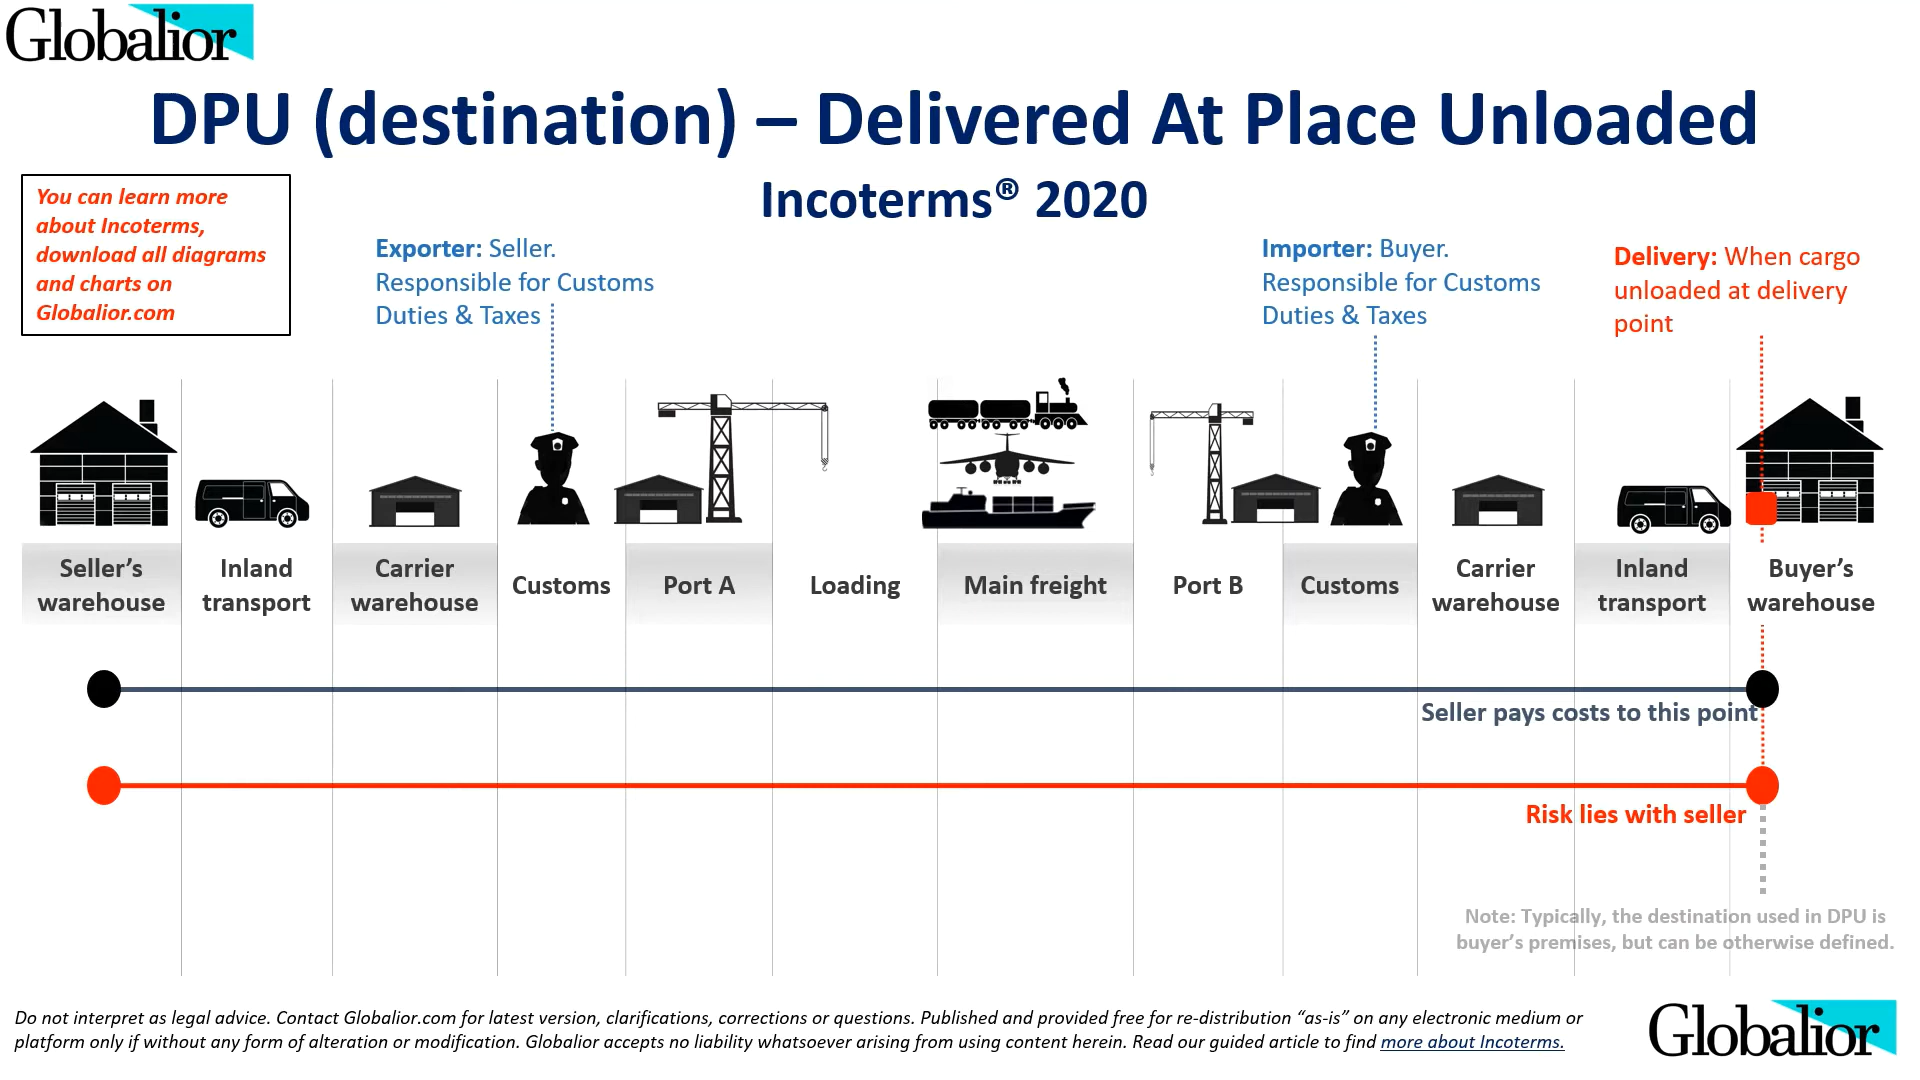 Globalior
DPU (destination) – Delivered At Place Unloaded
Incoterms® 2020
You can learn more
about Incoterms,
download all diagrams
and charts on
Globalior.com
Exporter: Seller.
Responsible for Customs
Duties & Taxes
Importer: Buyer.
Responsible for Customs
Duties & Taxes
Delivery: When cargo
unloaded at delivery
point
Seller’s
warehouse
Inland
transport
Carrier
warehouse
Customs
Port A
Loading
Main freight
Port B
Customs
Carrier
warehouse
Inland
transport
Buyer’s
warehouse
Seller pays costs to this point
Risk lies with seller
Note: Typically, the destination used in DPU is
buyer’s premises, but can be otherwise defined.
Do not interpret as legal advice. Contact Globalior.com for latest version, clarifications, corrections or questions. Published and provided free for re-distribution “as-is” on any electronic medium or
platform only if without any form of alteration or modification. Globalior accepts no liability whatsoever arising from using content herein. Read our guided article to find more about Incoterms.
Globalior